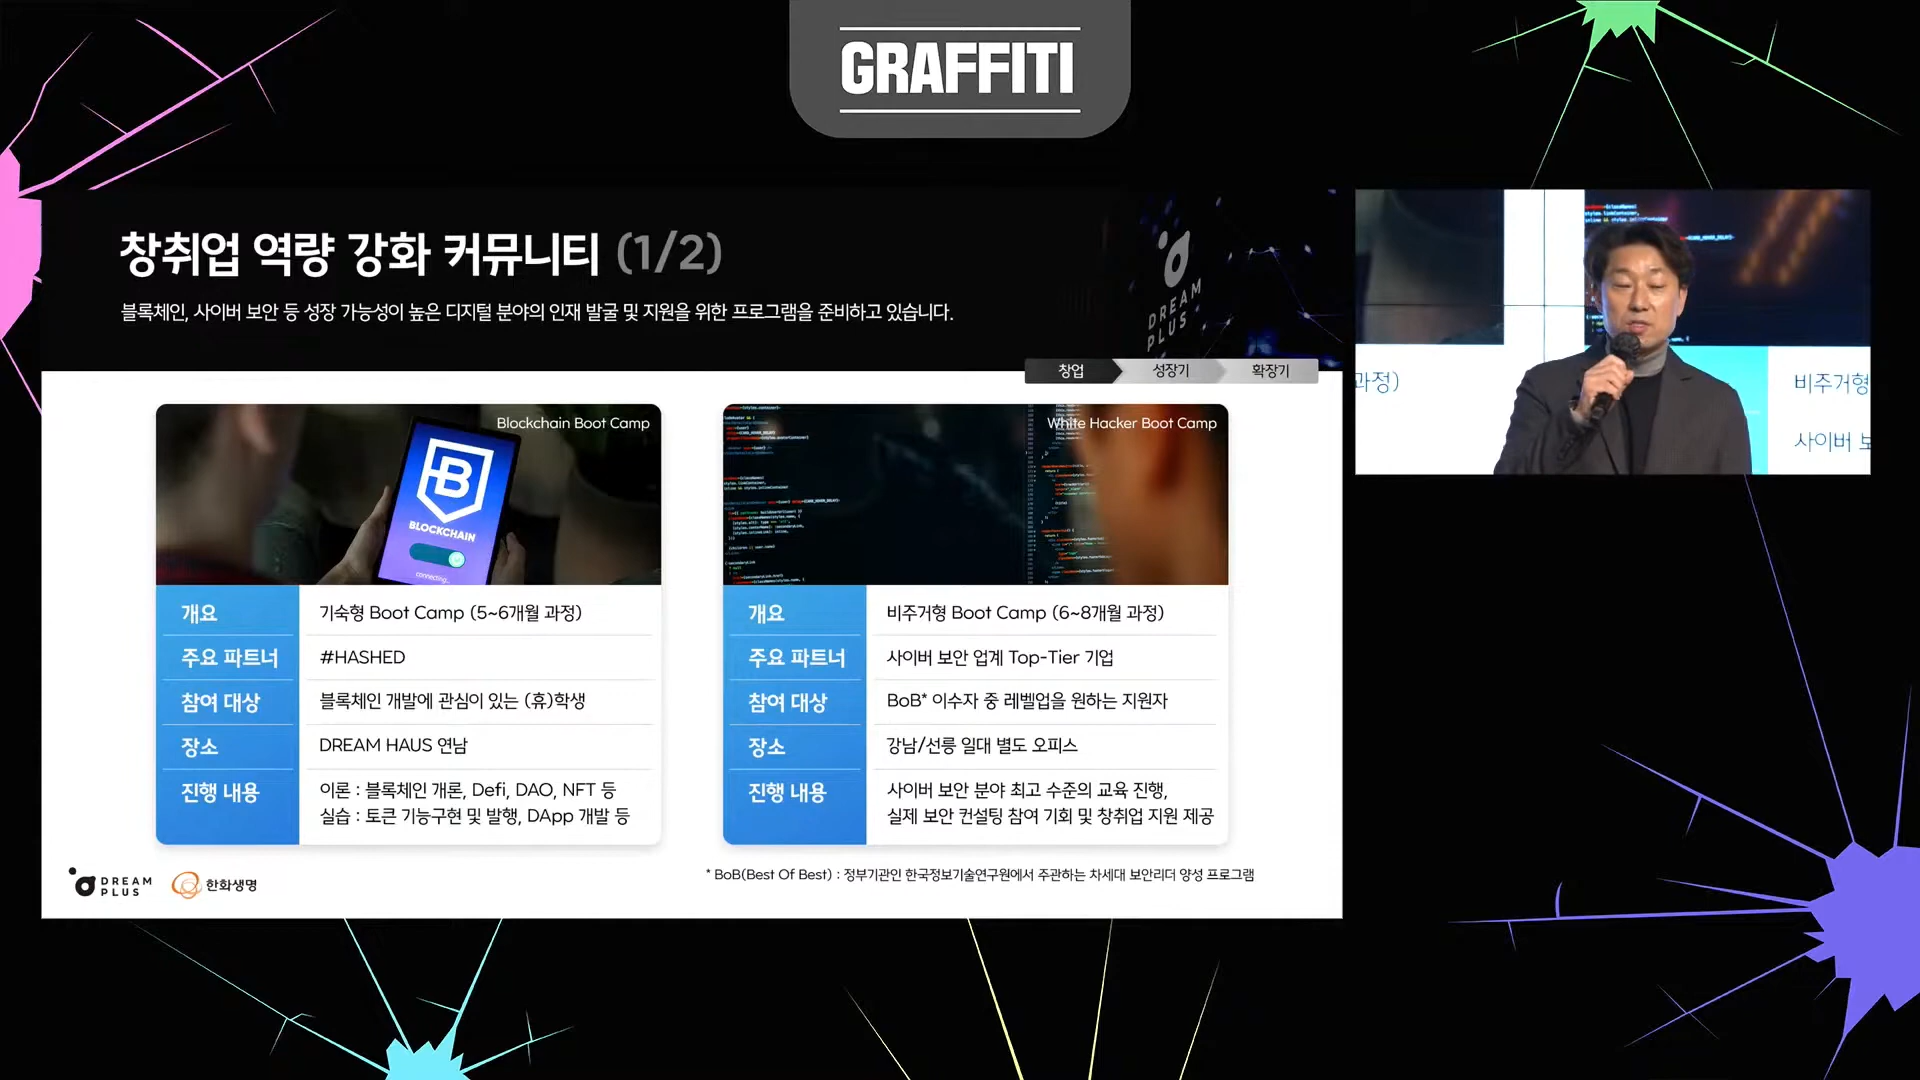 GRAFFITI
창취업 역량 강화 커뮤니티 (1/2)
블록체인, 사이버 보안 등 성장 가능성이 높은 디지털 분야의 인재 발굴 및 지원을 위한 프로그램을 준비하고 있습니다.
DREAM
PLUS
창업 성장기 확장기
Blockchain Boot Camp
BLOCKCHAIN
connecting...
개요 기숙형 Boot Camp (5~6개월 과정)
주요 파트너 #HASHED
참여 대상 블록체인 개발에 관심이 있는 (휴)학생
장소 DREAM HAUS 연남
진행 내용 이론 : 블록체인 개론, Defi, DAO, NFT 등
실습 : 토큰 기능구현 및 발행, DApp 개발 등
White Hacker Boot Camp
개요 비주거형 Boot Camp (6~8개월 과정)
주요 파트너 사이버 보안 업계 Top-Tier 기업
참여 대상 BoB* 이수자 중 레벨업을 원하는 지원자
장소 강남/선릉 일대 별도 오피스
진행 내용 사이버 보안 분야 최고 수준의 교육 진행,
실제 보안 컨설팅 참여 기회 및 창취업 지원 제공
DREAM
PLUS
한화생명
* BoB(Best Of Best) : 정부기관인 한국정보기술연구원에서 주관하는 차세대 보안리더 양성 프로그램
과정)
비주거형
사이버